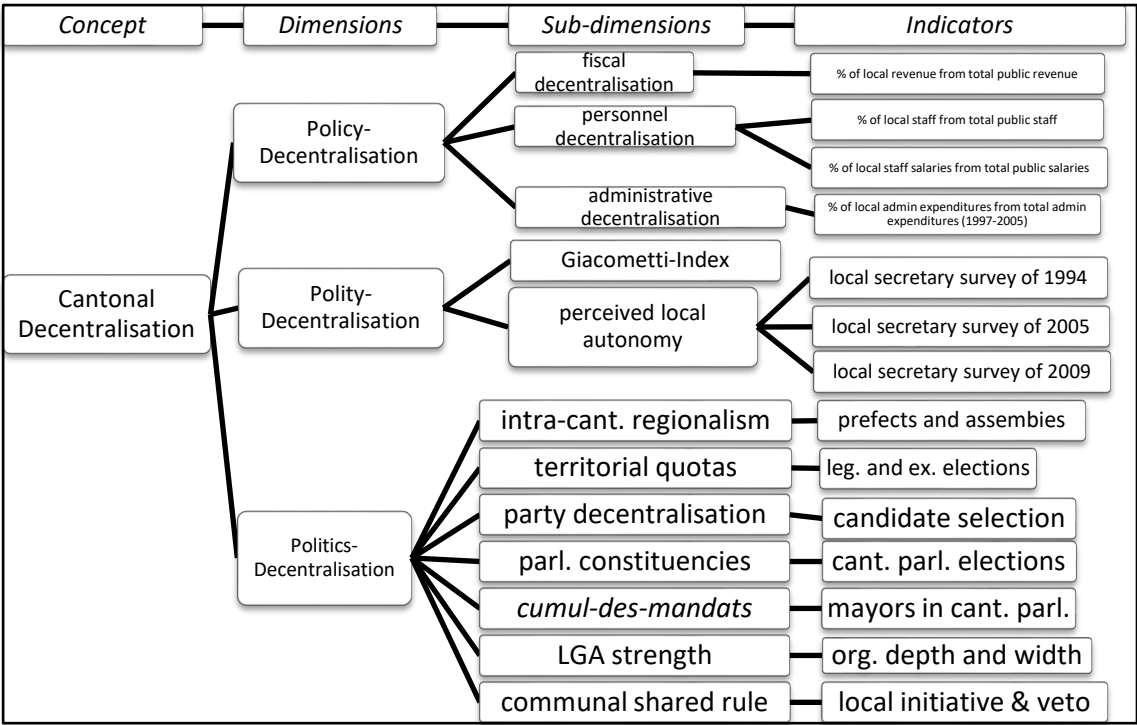 Concept
Dimensions
Sub-dimensions
Indicators
fiscal
decentralisation
% of local revenue from total public revenue
Policy-
Decentralisation
personnel
decentralisation
% of local staff from total public staff
% of local staff salaries from total public salaries
administrative
decentralisation
% of local admin expenditures from total admin
expenditures (1997-2005)
Cantonal
Decentralisation
Polity-
Decentralisation
Giacometti-Index
perceived local
autonomy
local secretary survey of 1994
local secretary survey of 2005
local secretary survey of 2009
Politics-
Decentralisation
intra-cant. regionalism
prefects and assembies
territorial quotas
leg. and ex. elections
party decentralisation
candidate selection
parl. constituencies
cant. parl. elections
cumul-des-mandats
mayors in cant. parl.
LGA strength
org. depth and width
communal shared rule
local initiative & veto